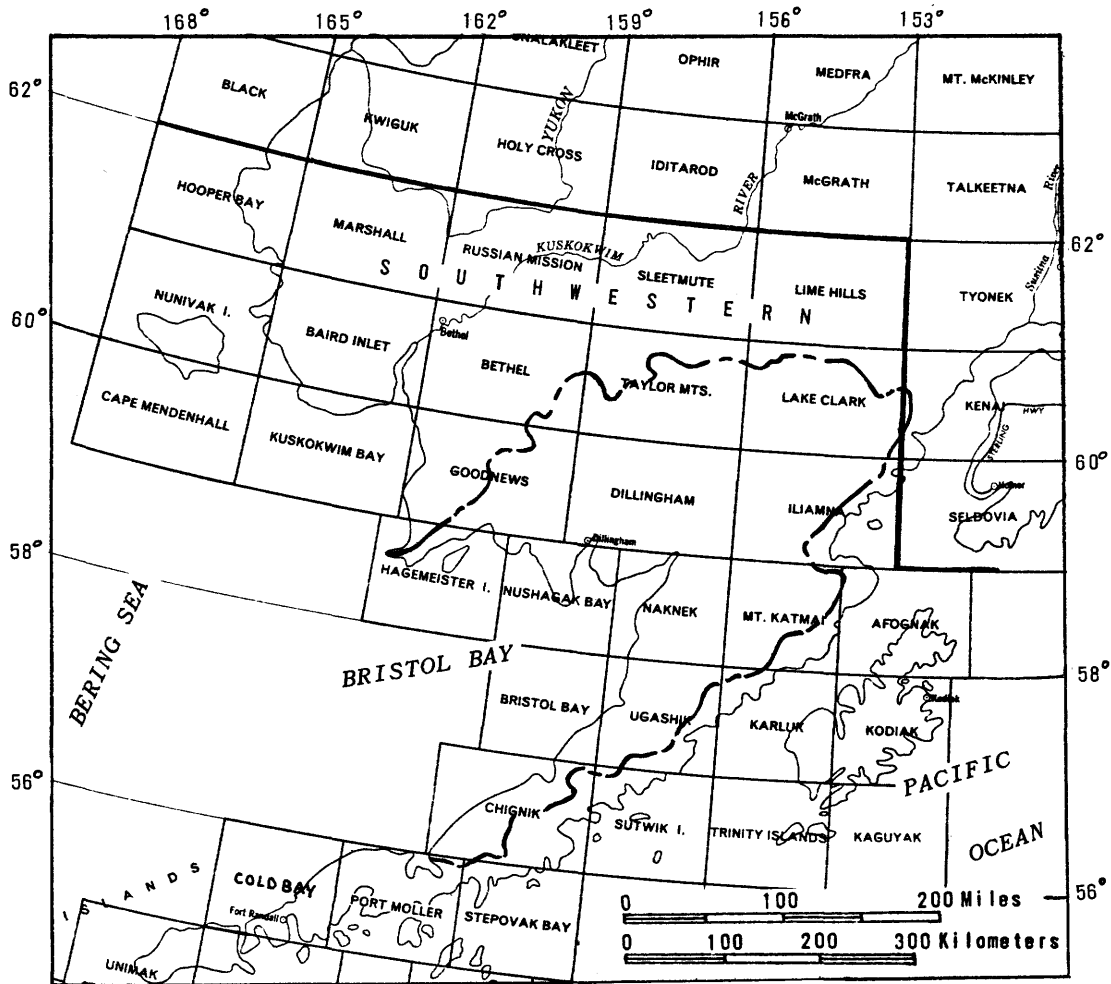 168° 165° 162° 159° 156° 153°
UNALAKLEET
OPHIR
MEDFRA
MT. McKINLEY
62°
BLACK
KWIGUK
YUKON
HOLY CROSS
IDITAROD
McGrath
McGRATH
RIVER
TALKEETNA
River
HOOPER BAY
MARSHALL
RUSSIAN MISSION
KUSKOKWIM
SLEETMUTE
LIME HILLS
TYONEK
Susitna
62°
SOUTHWESTERN
60°
NUNIVAK I.
BAIRD INLET
Bethel
BETHEL
TAYLOR MTS.
LAKE CLARK
KENAI
HWY
STERLING
CAPE MENDENHALL
KUSKOKWIM BAY
GOODNEWS
DILLINGHAM
ILIAMNA
60°
Homer
SELDOVIA
58°
HAGEMEISTER I.
Dillingham
NUSHAGAK BAY
NAKNEK
MT. KATMAI
AFOGNAK
BERING SEA
BRISTOL BAY
58°
BRISTOL BAY
UGASHIK
KARLUK
Kodiak
KODIAK
56°
PACIFIC
OCEAN
CHIGNIK
SUTWIK I.
TRINITY ISLANDS
KAGUYAK
56°
ISLANDS
COLD BAY
Fort Randall
PORT MOLLER
STEPOVAK BAY
UNIMAK
0 100 200 Miles
0 100 200 300 Kilometers